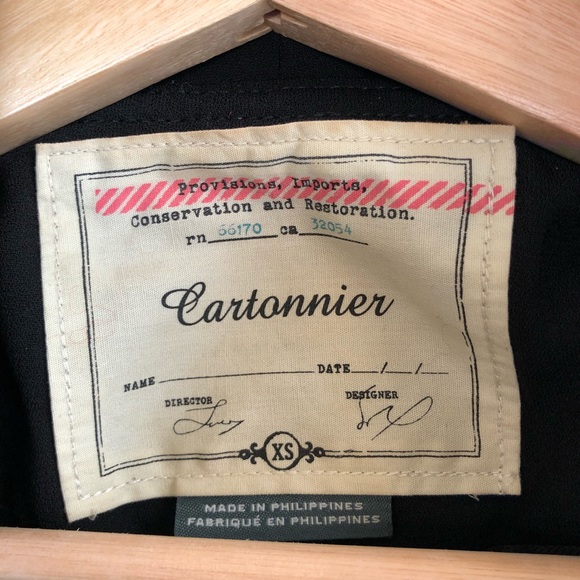 Provisions, Imports,
Conservation and Restoration.
rn 66170 ca 32054
Cartonnier
NAME DATE / /
DIRECTOR DESIGNER
XS
MADE IN PHILIPPINES
FABRIQUÉ EN PHILIPPINES